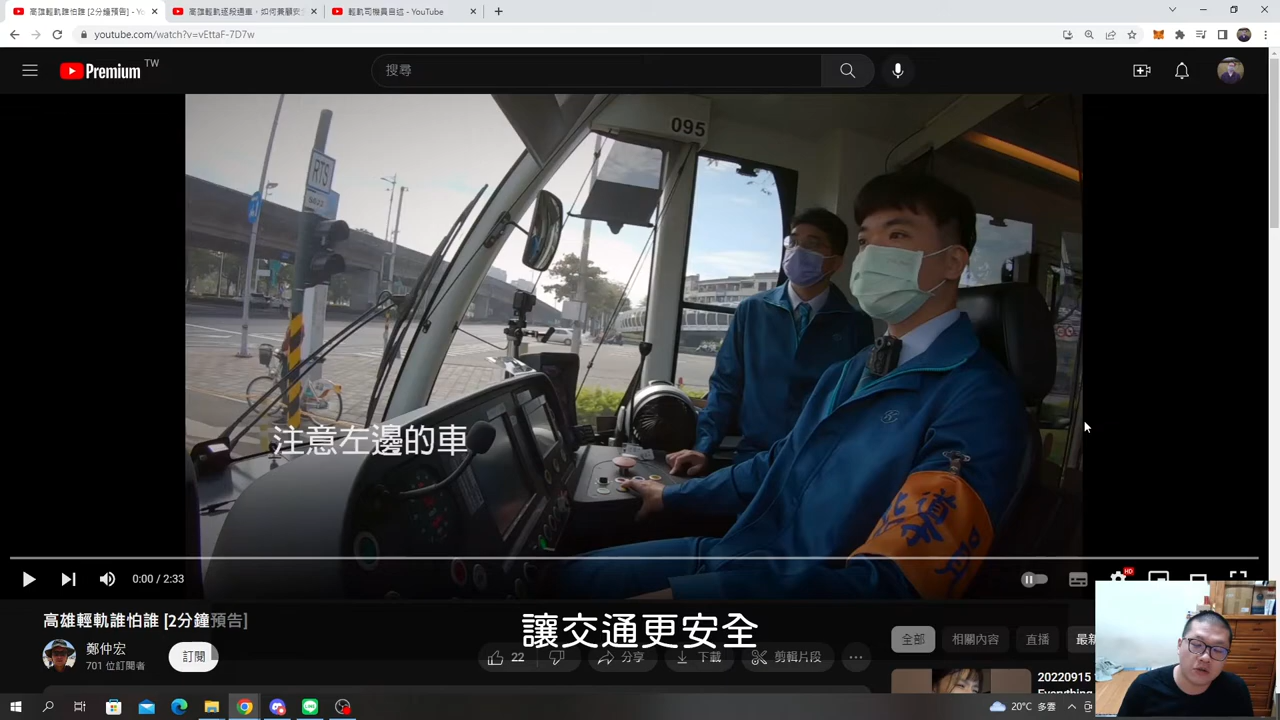 高雄輕軌誰怕誰 [2分鐘預告] - Yo
高雄輕軌逐段通車，如何兼顧安
輕軌司機員自述 - YouTube
youtube.com/watch?v=vEttaF-7D7w
Premium TW
搜尋
095
RTS
注意左邊的車
0:00 / 2:33
HD
高雄輕軌誰怕誰 [2分鐘預告]
讓交通更安全
鄭仲宏
701 位訂閱者
訂閱
22
分享
下載
剪輯片段
全部
相關內容
直播
20220915
20°C 多雲